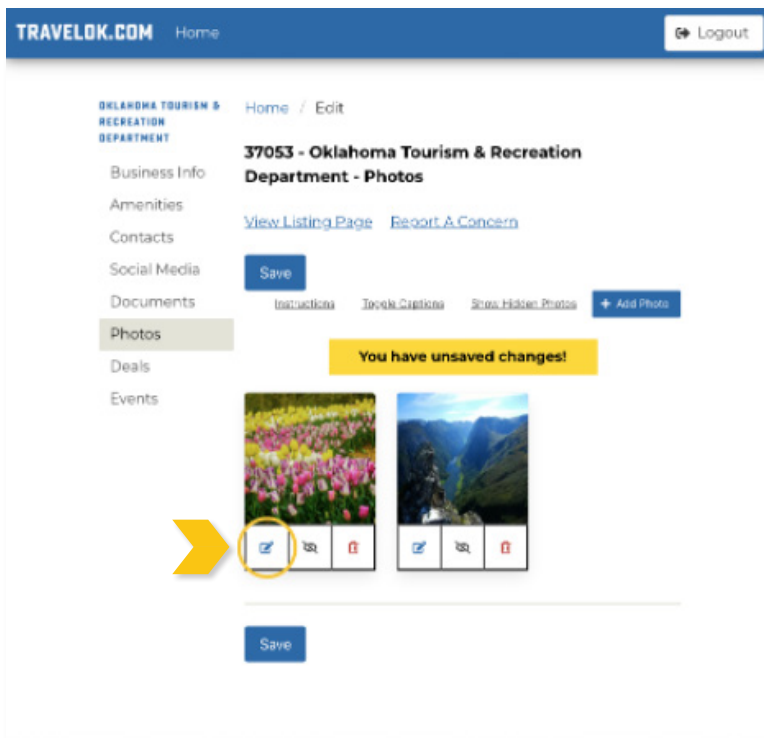 TRAVELOK.COM Home Logout
OKLAHOMA TOURISM &
RECREATION
DEPARTMENT
Business Info
Amenities
Contacts
Social Media
Documents
Photos
Deals
Events
Home / Edit
37053 - Oklahoma Tourism & Recreation
Department - Photos
View Listing Page Report A Concern
Save
Instructions Toggle Captions Show Hidden Photos + Add Photo
You have unsaved changes!
Save